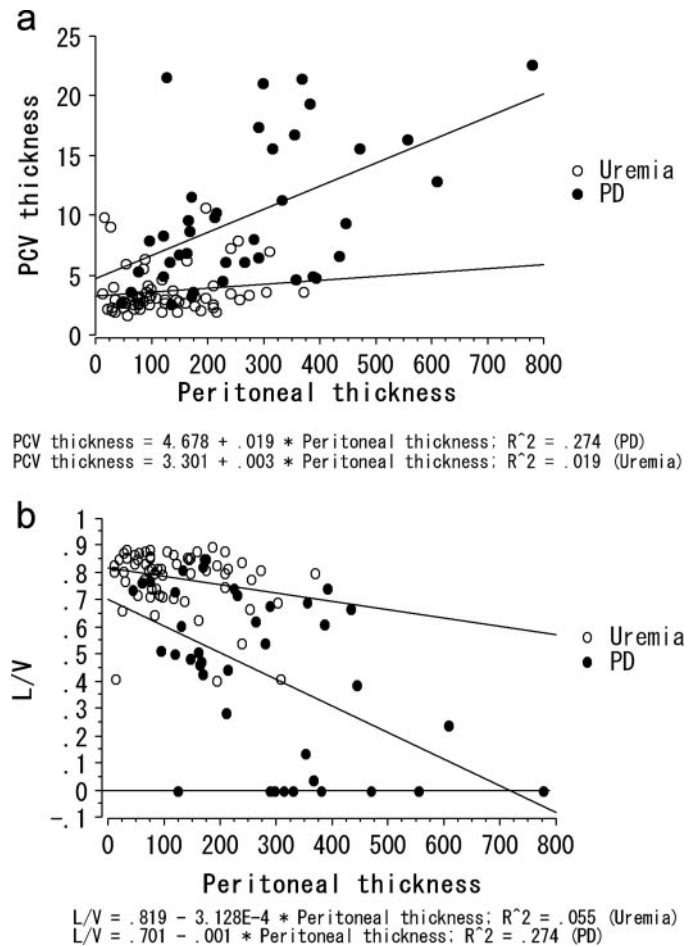 a
25
20
15
10
5
0
PCV thickness
0 100 200 300 400 500 600 700 800
Peritoneal thickness
Uremia
PD
PCV thickness = 4.678 + .019 * Peritoneal thickness; R^2 = .274 (PD)
PCV thickness = 3.301 + .003 * Peritoneal thickness; R^2 = .019 (Uremia)
b
1
.9
.8
.7
.6
.5
.4
.3
.2
.1
0
-.1
L/V
0 100 200 300 400 500 600 700 800
Peritoneal thickness
Uremia
PD
L/V = .819 - 3.128E-4 * Peritoneal thickness; R^2 = .055 (Uremia)
L/V = .701 - .001 * Peritoneal thickness; R^2 = .274 (PD)